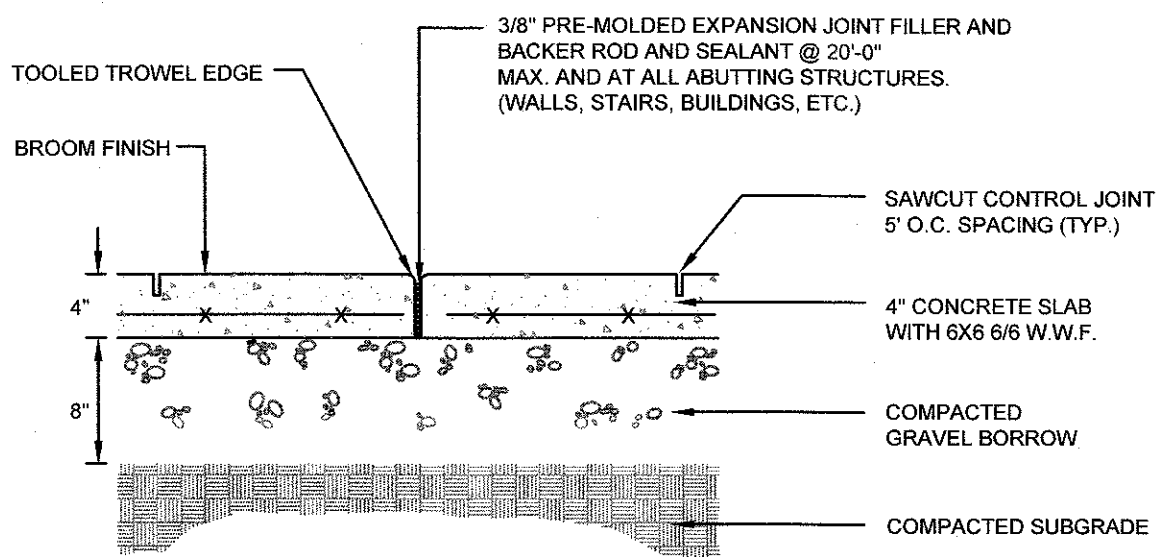 3/8" PRE-MOLDED EXPANSION JOINT FILLER AND
BACKER ROD AND SEALANT @ 20'-0"
MAX. AND AT ALL ABUTTING STRUCTURES.
(WALLS, STAIRS, BUILDINGS, ETC.)
TOOLED TROWEL EDGE
BROOM FINISH
SAWCUT CONTROL JOINT
5' O.C. SPACING (TYP.)
4"
4" CONCRETE SLAB
WITH 6X6 6/6 W.W.F.
8"
COMPACTED
GRAVEL BORROW
COMPACTED SUBGRADE